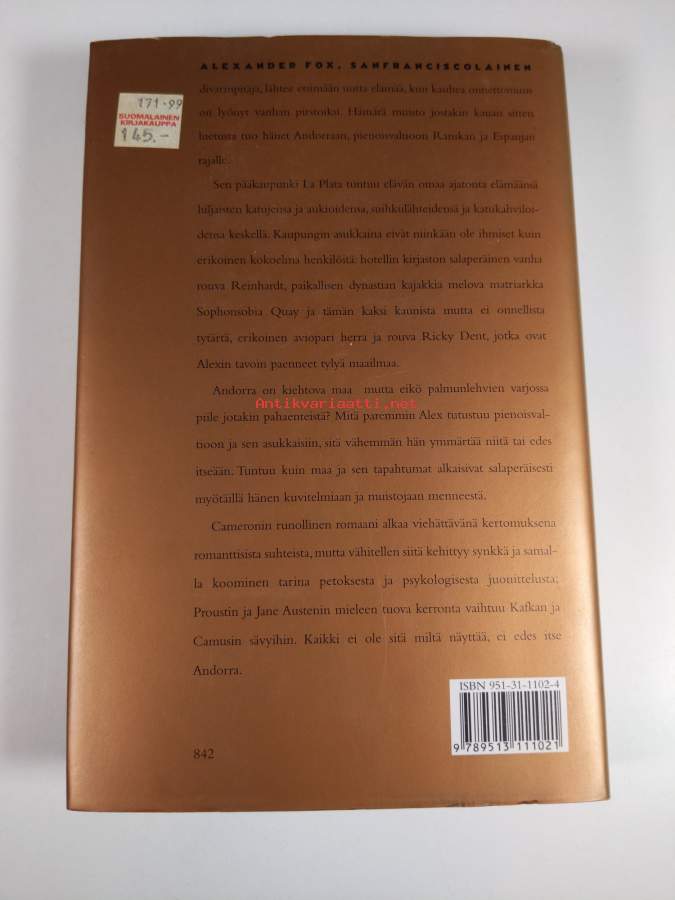 ALEXANDER FOX, SANFRANCISCOLAINEN
divarinpitäjä, lähtee etsimään uutta elämää, kun kauhea onnettomuus
on lyönyt vanhan pirstoiksi. Hämärä muisto jostakin kauan sitten
luetusta tuo hänet Andorraan, pienoisvaltioon Ranskan ja Espanjan
rajalle.
Sen pääkaupunki La Plata tuntuu elävän omaa ajatonta elämäänsä
hiljaisten katujensa ja aukioidensa, suihkulähteidensä ja katukahviloi-
densa keskellä. Kaupungin asukkaina eivät niinkään ole ihmiset kuin
erikoinen kokoelma henkilöitä: hotellin kirjaston salaperäinen vanha
rouva Reinhardt, paikallisen dynastian kajakkia melova matriarkka
Sophonsobia Quay ja tämän kaksi kaunista mutta ei onnellista
tytärtä, erikoinen aviopari herra ja rouva Ricky Dent, jotka ovat
Alexin tavoin paenneet tylyä maailmaa.
Andorra on kiehtova maa mutta eikö palmunlehvien varjossa
piile jotakin pahaenteistä? Mitä paremmin Alex tutustuu pienoisval-
tioon ja sen asukkaisiin, sitä vähemmän hän ymmärtää niitä tai edes
itseään. Tuntuu kuin maa ja sen tapahtumat alkaisivat salaperäisesti
myötäillä hänen kuvitelmiaan ja muistojaan menneestä.
Cameronin runollinen romaani alkaa viehättävänä kertomuksena
romanttisista suhteista, mutta vähitellen siitä kehittyy synkkä ja samal-
la koominen tarina petoksesta ja psykologisesta juonittelusta;
Proustin ja Jane Austenin mieleen tuova kerronta vaihtuu Kafkan ja
Camusin sävyihin. Kaikki ei ole sitä miltä näyttää, ei edes itse
Andorra.
842
171-99
SUOMALAINEN
KIRJAKAUPPA
145.-
Antikvariaatti.net
ISBN 951-31-1102-4
9 789513 111021